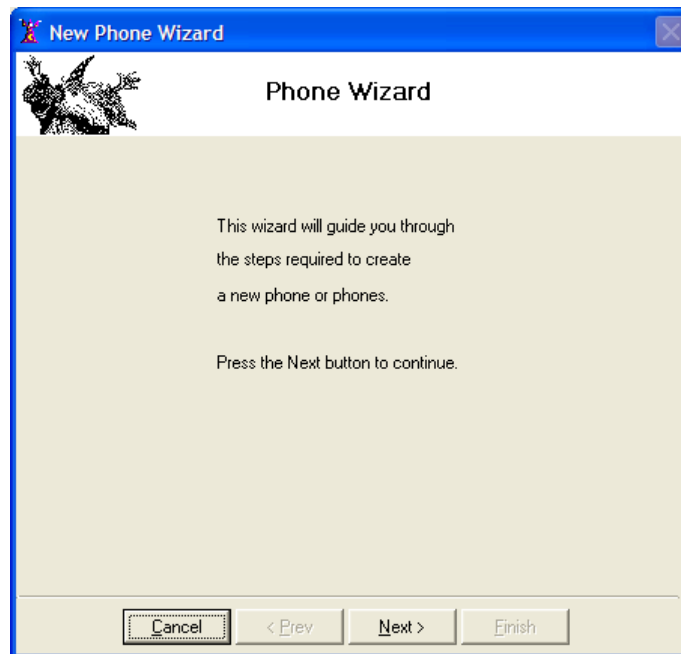 New Phone Wizard
Phone Wizard
This wizard will guide you through
the steps required to create
a new phone or phones.
Press the Next button to continue.
Cancel
< Prev
Next >
Finish